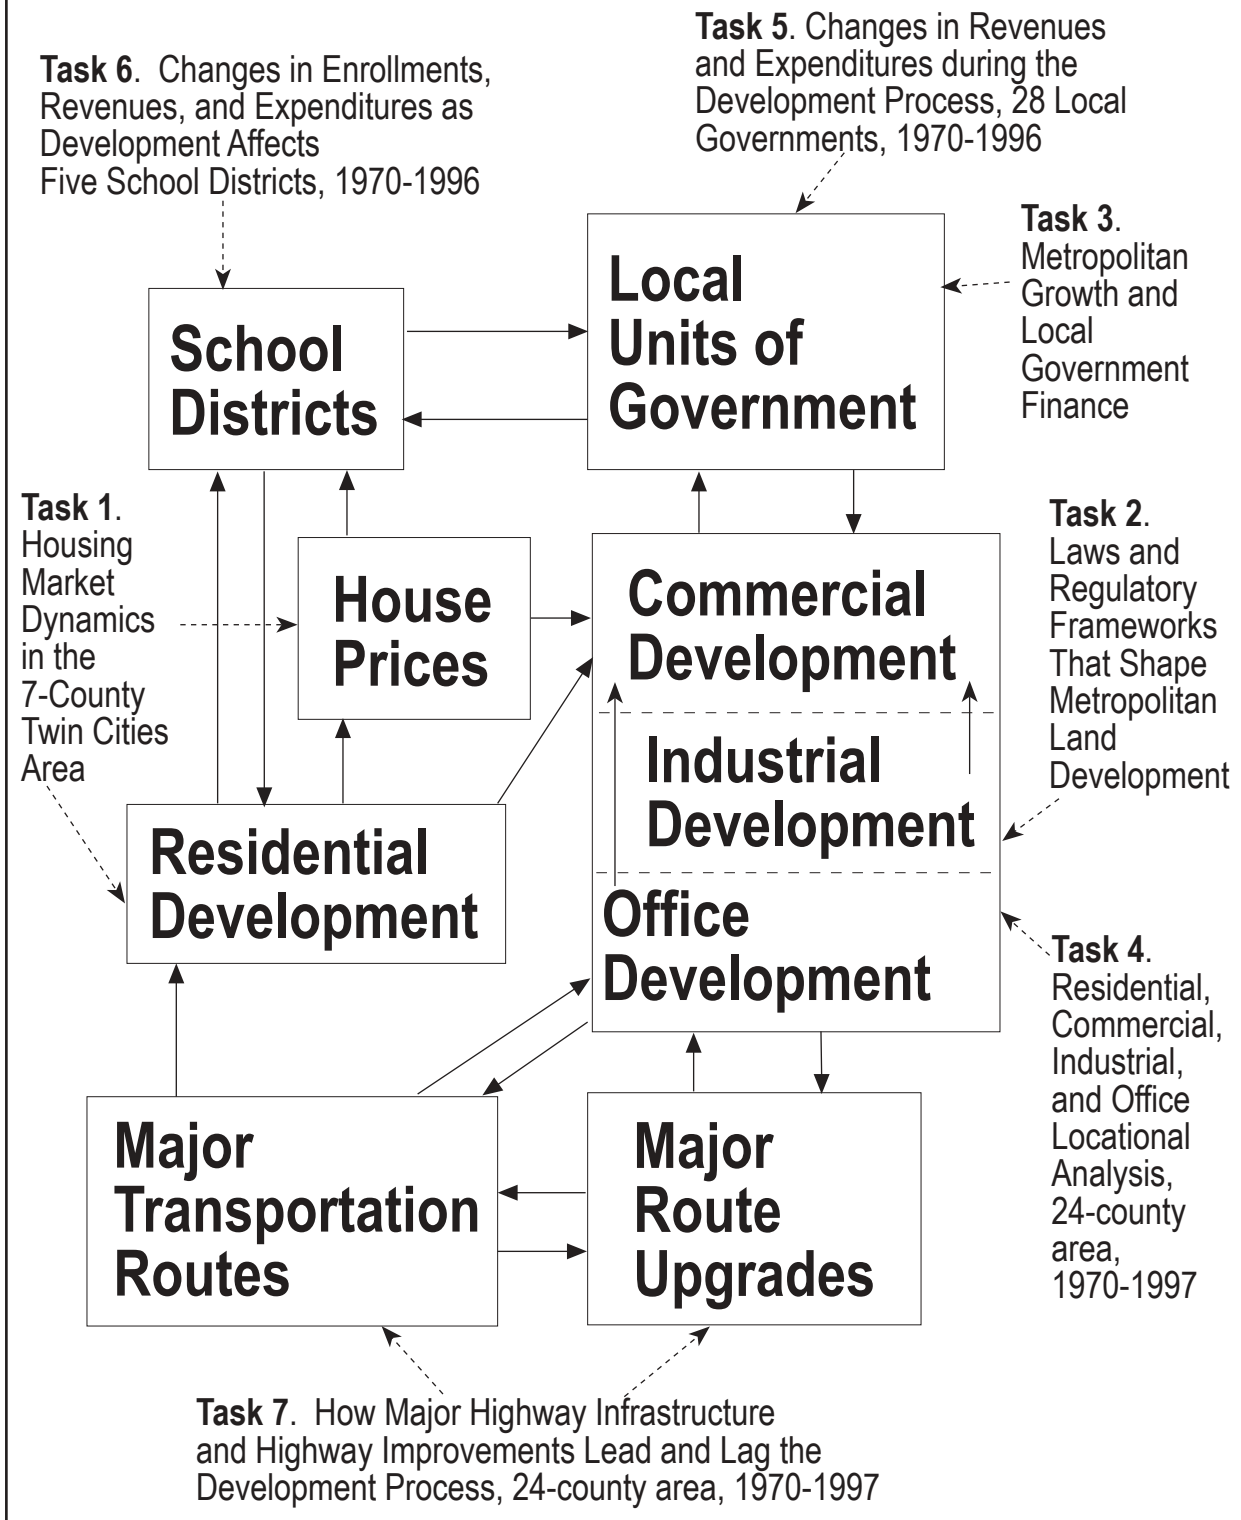 Task 5. Changes in Revenues
and Expenditures during the
Development Process, 28 Local
Governments, 1970-1996
Task 6.  Changes in Enrollments,
Revenues, and Expenditures as
Development Affects
Five School Districts, 1970-1996
Task 3.
Metropolitan
Growth and
Local
Government
Finance
Local
Units of
Government
School
Districts
Task 1.
Housing
Market
Dynamics
in the
7-County
Twin Cities
Area
House
Prices
Commercial
Development
Industrial
Development
Office
Development
Task 2.
Laws and
Regulatory
Frameworks
That Shape
Metropolitan
Land
Development
Residential
Development
Task 4.
Residential,
Commercial,
Industrial,
and Office
Locational
Analysis,
24-county
area,
1970-1997
Major
Transportation
Routes
Major
Route
Upgrades
Task 7.  How Major Highway Infrastructure
and Highway Improvements Lead and Lag the
Development Process, 24-county area, 1970-1997